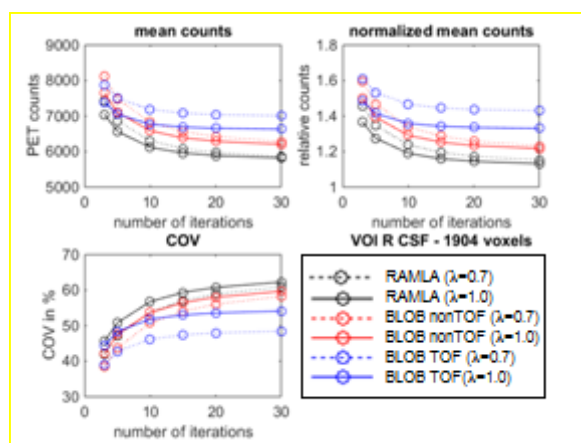 mean counts
normalized mean counts
9000
8000
7000
6000
5000
PET counts
0
10
20
30
number of iterations
1.8
1.6
1.4
1.2
1
relative counts
0
10
20
30
number of iterations
COV
70
60
50
40
30
COV in %
0
10
20
30
number of iterations
VOI R CSF - 1904 voxels
RAMLA (λ=0.7)
RAMLA (λ=1.0)
BLOB nonTOF (λ=0.7)
BLOB nonTOF (λ=1.0)
BLOB TOF (λ=0.7)
BLOB TOF(λ=1.0)